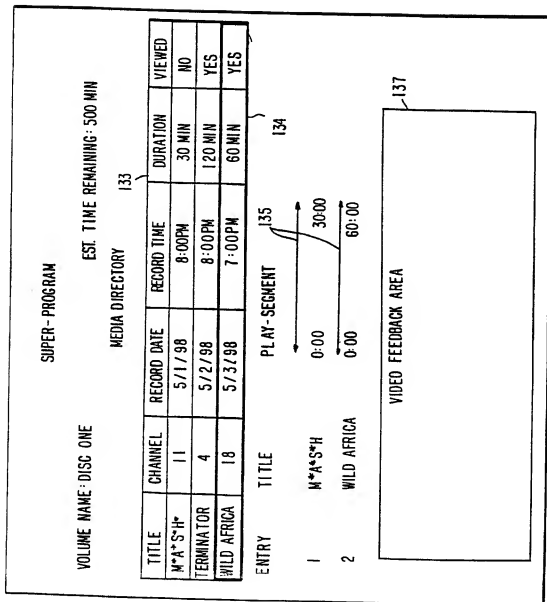 SUPER-PROGRAM
VOLUME NAME: DISC ONE EST. TIME REMAINING: 500 MIN
MEDIA DIRECTORY
133
TITLE CHANNEL RECORD DATE RECORD TIME DURATION VIEWED
M*A*S*H* 11 5/1/98 8:00PM 30 MIN NO
TERMINATOR 4 5/2/98 8:00PM 120 MIN YES
WILD AFRICA 18 5/3/98 7:00PM 60 MIN YES
134
ENTRY TITLE PLAY-SEGMENT 135
1 M*A*S*H 0:00 30:00
2 WILD AFRICA 0:00 60:00
137
VIDEO FEEDBACK AREA